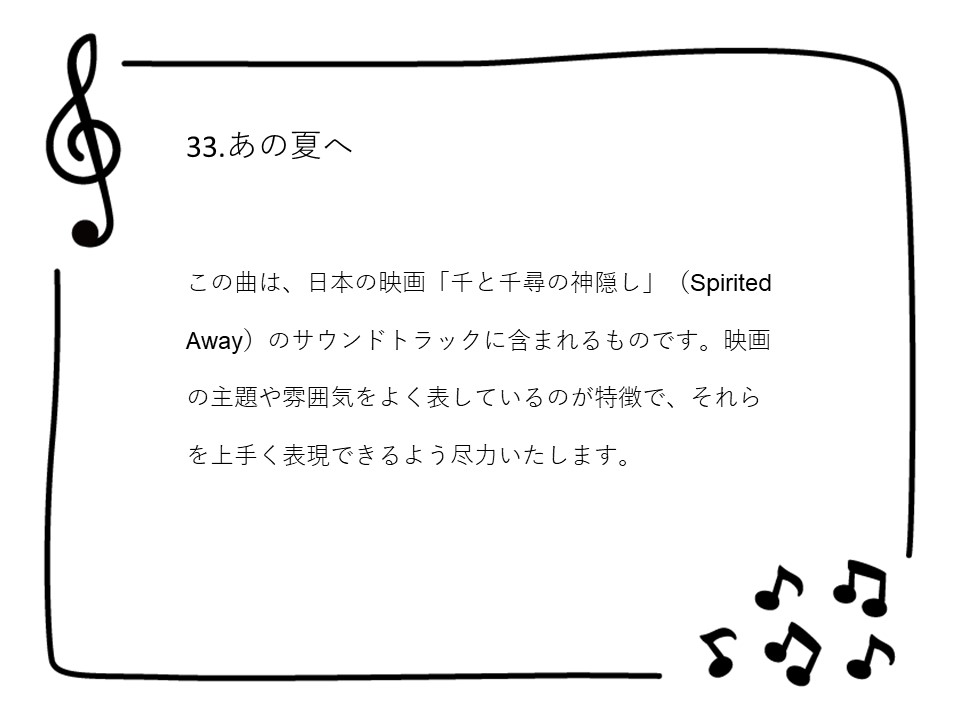 33.あの夏へ
この曲は、日本の映画「千と千尋の神隠し」（Spirited
Away）のサウンドトラックに含まれるものです。映画
の主題や雰囲気をよく表しているのが特徴で、それら
を上手く表現できるよう尽力いたします。